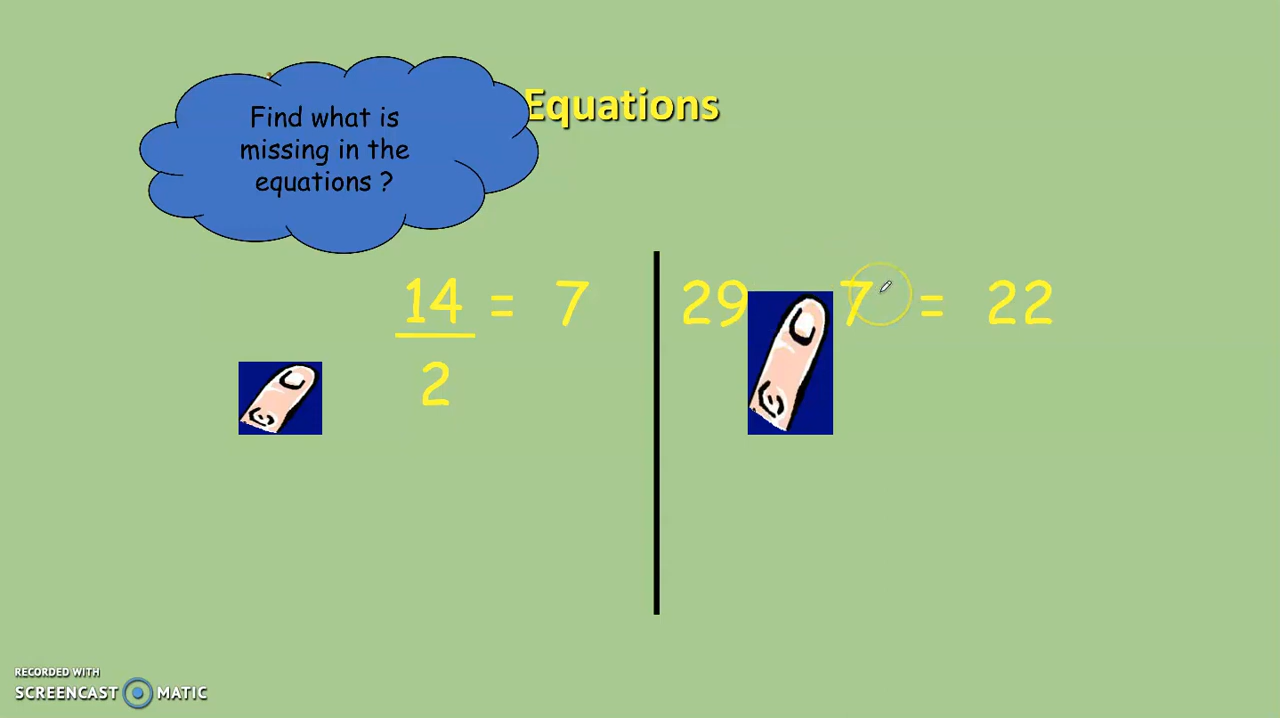 Equations
Find what is
missing in the
equations ?
14 = 7
2
29 7 = 22
RECORDED WITH
SCREENCAST MATIC